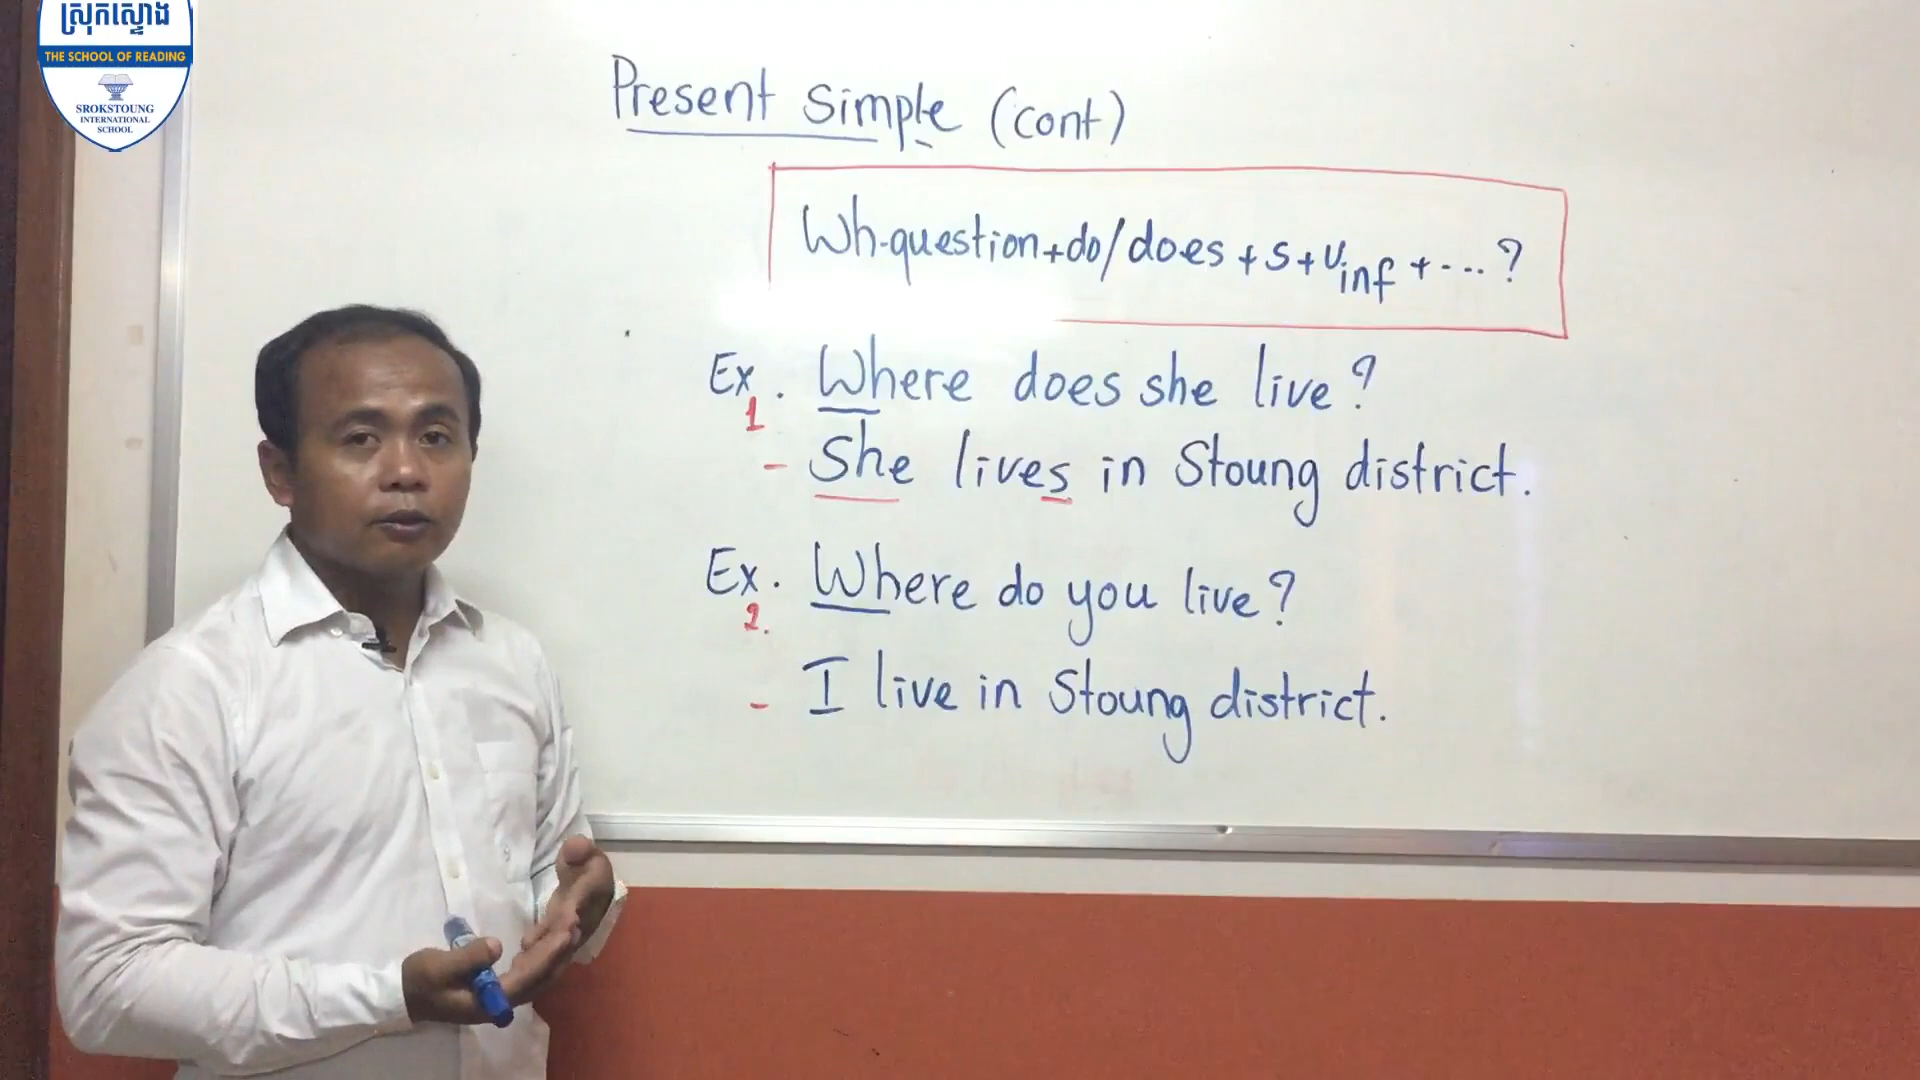 ស្រុកស្ទោង
THE SCHOOL OF READING
SROKSTOUNG
INTERNATIONAL
SCHOOL
Present Simple (cont)
Wh-question+do/does+S+Vinf+...?
Ex. Where does she live?
1
- She lives in Stoung district.
Ex. Where do you live?
2.
- I live in Stoung district.